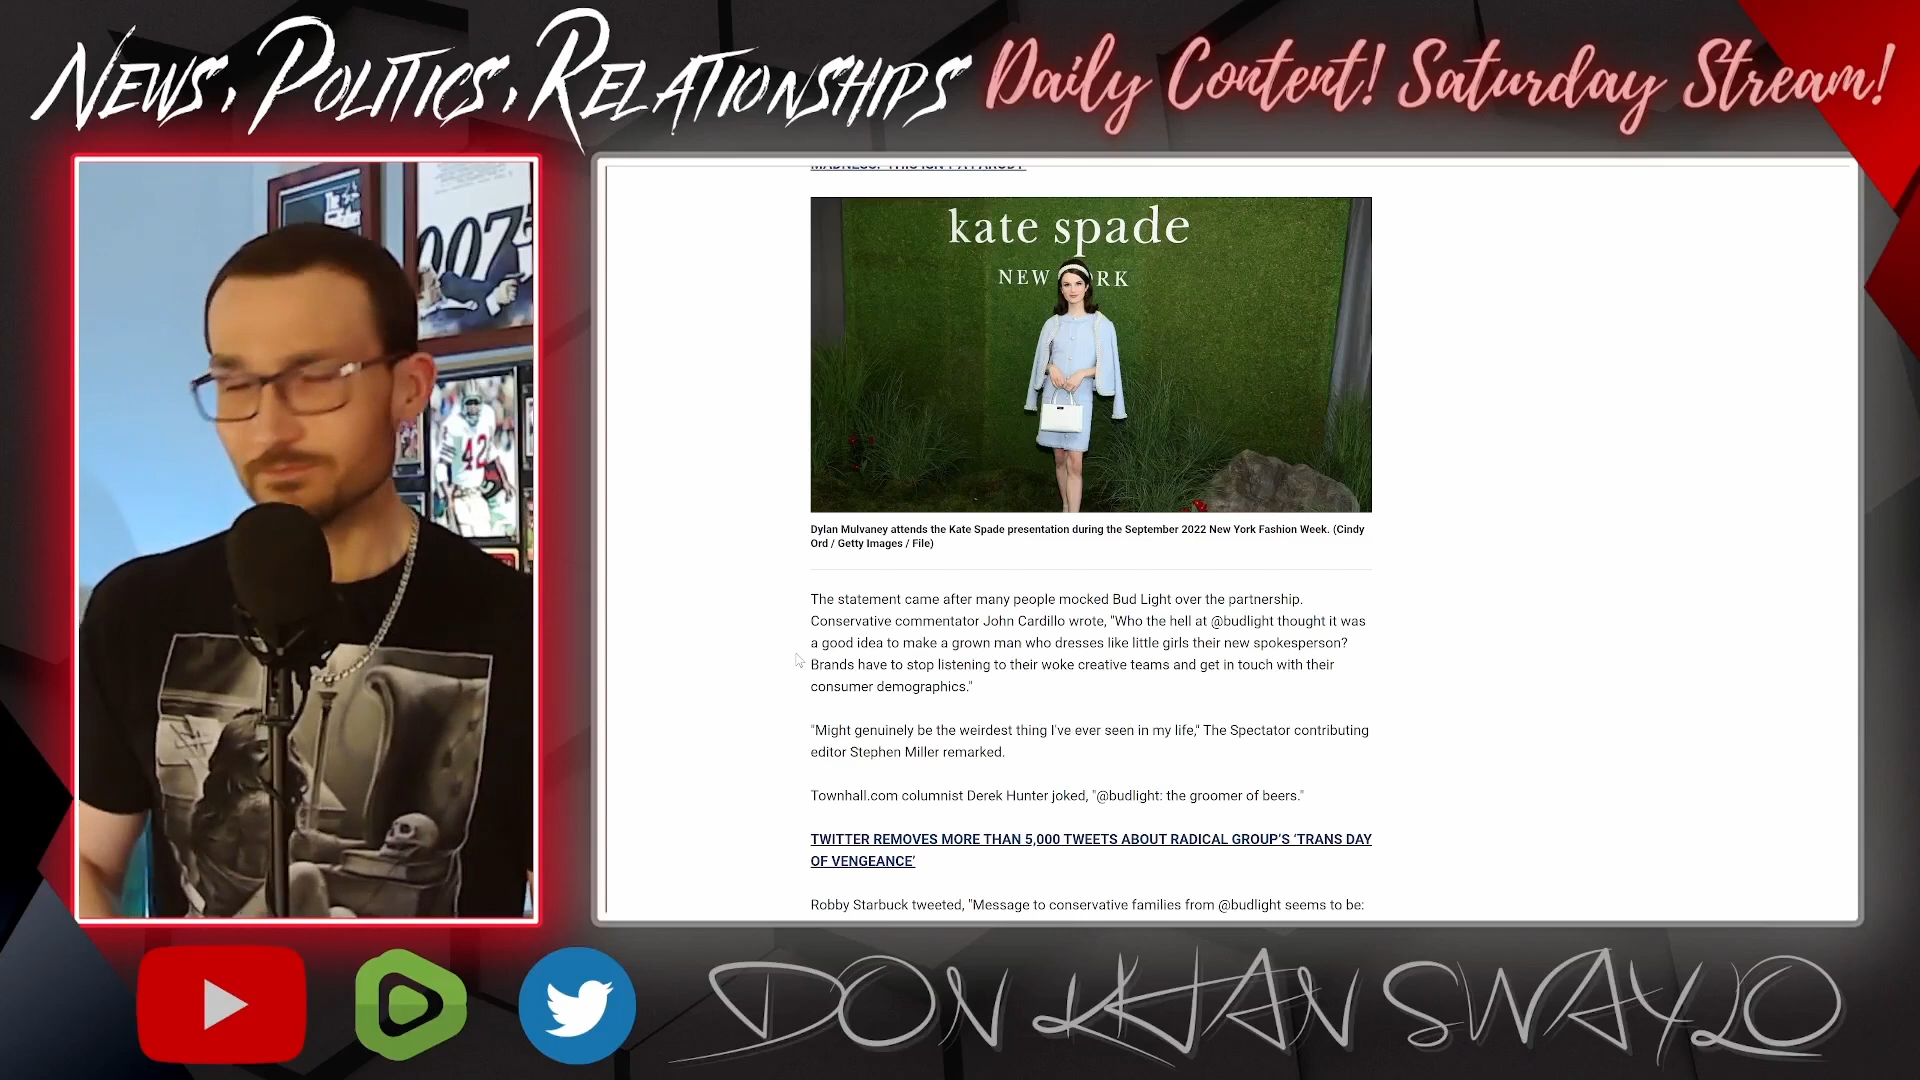 News, Politics, Relationships Daily Content! Saturday Stream!
MADNESS: 'THIS ISN'T A PARODY'
007
42
kate spade
NEW YORK
Dylan Mulvaney attends the Kate Spade presentation during the September 2022 New York Fashion Week. (Cindy
Ord / Getty Images / File)
The statement came after many people mocked Bud Light over the partnership.
Conservative commentator John Cardillo wrote, "Who the hell at @budlight thought it was
a good idea to make a grown man who dresses like little girls their new spokesperson?
Brands have to stop listening to their woke creative teams and get in touch with their
consumer demographics."
"Might genuinely be the weirdest thing I've ever seen in my life," The Spectator contributing
editor Stephen Miller remarked.
Townhall.com columnist Derek Hunter joked, "@budlight: the groomer of beers."
TWITTER REMOVES MORE THAN 5,000 TWEETS ABOUT RADICAL GROUP'S 'TRANS DAY
OF VENGEANCE'
Robby Starbuck tweeted, "Message to conservative families from @budlight seems to be:
DON KHAN SWAYLO